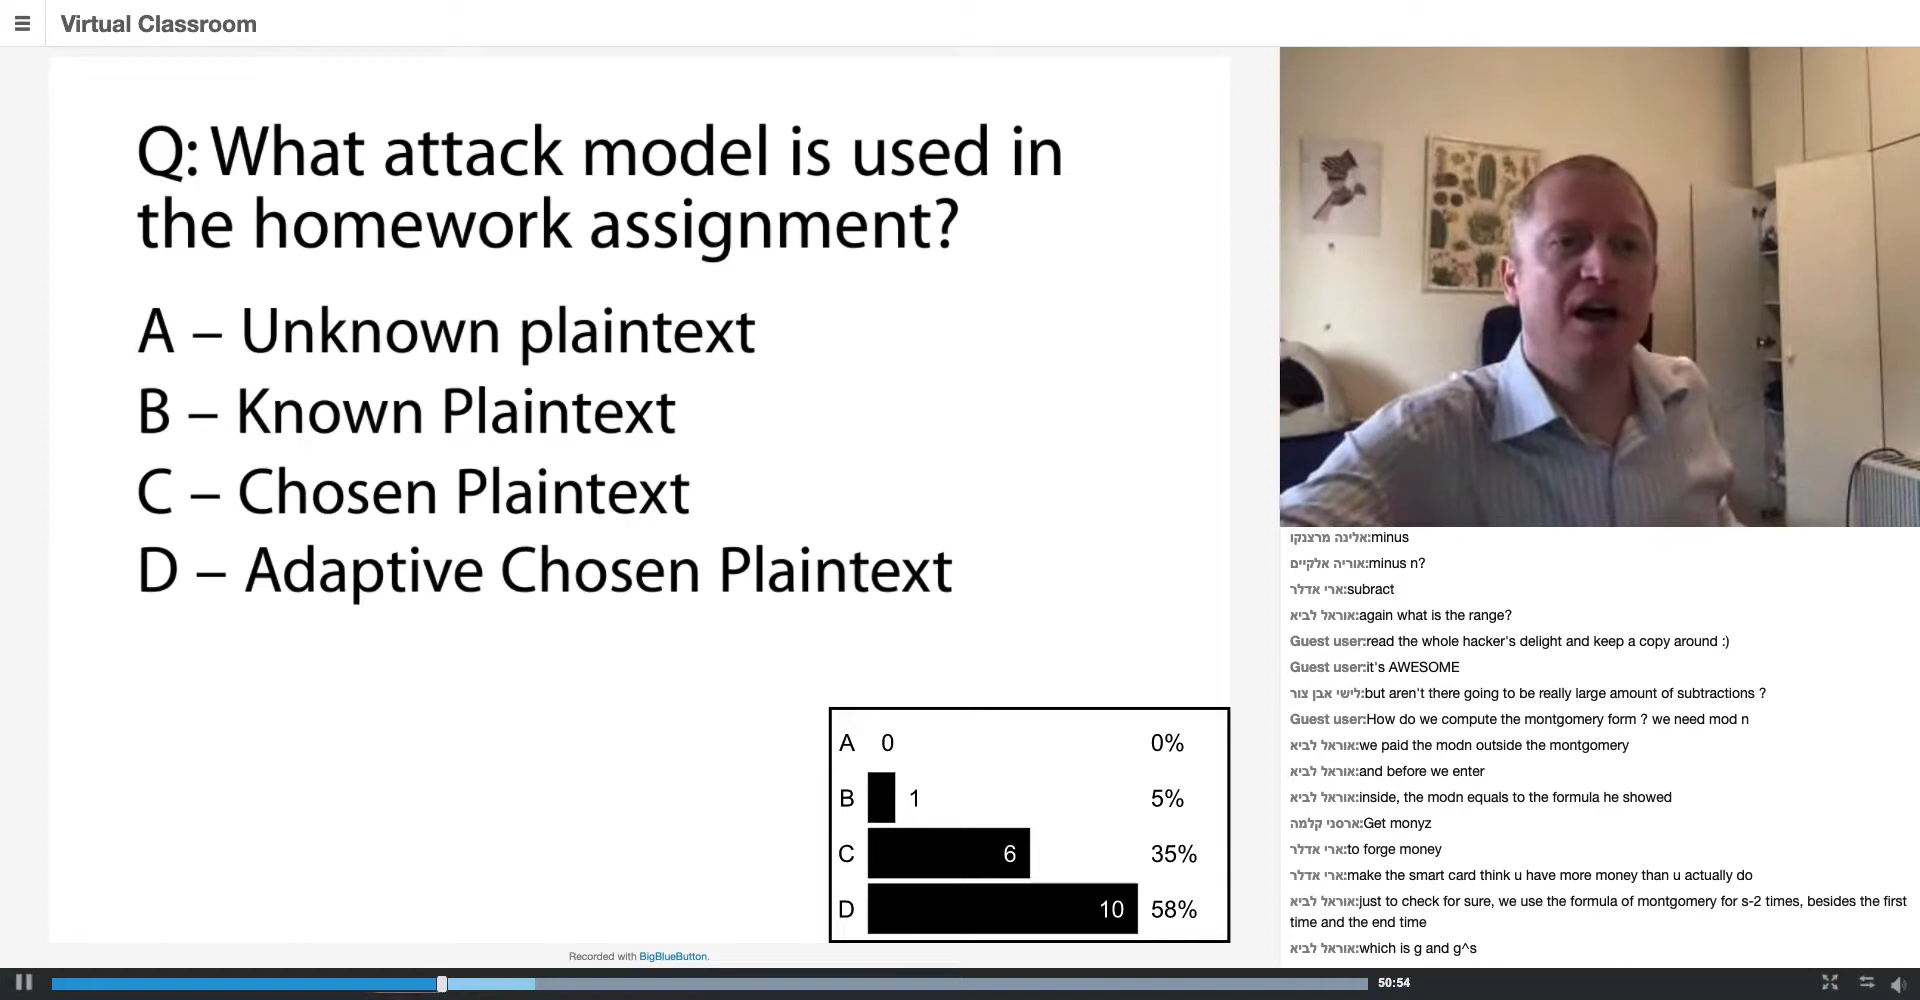 Virtual Classroom
Q: What attack model is used in
the homework assignment?
A – Unknown plaintext
B – Known Plaintext
C – Chosen Plaintext
D – Adaptive Chosen Plaintext
A 0 0%
B 1 5%
C 6 35%
D 10 58%
Recorded with BigBlueButton.
אלינה מרצנקו:minus
אוריה אלקיים:minus n?
ארי אדלר:subract
אוראל לביא:again what is the range?
Guest user:read the whole hacker's delight and keep a copy around :)
Guest user:it's AWESOME
לישי אבן צור:but aren't there going to be really large amount of subtractions ?
Guest user:How do we compute the montgomery form ? we need mod n
אוראל לביא:we paid the modn outside the montgomery
אוראל לביא:and before we enter
אוראל לביא:inside, the modn equals to the formula he showed
ארסני קלמה:Get monyz
ארי אדלר:to forge money
ארי אדלר:make the smart card think u have more money than u actually do
אוראל לביא:just to check for sure, we use the formula of montgomery for s-2 times, besides the first
time and the end time
אוראל לביא:which is g and g^s
50:54